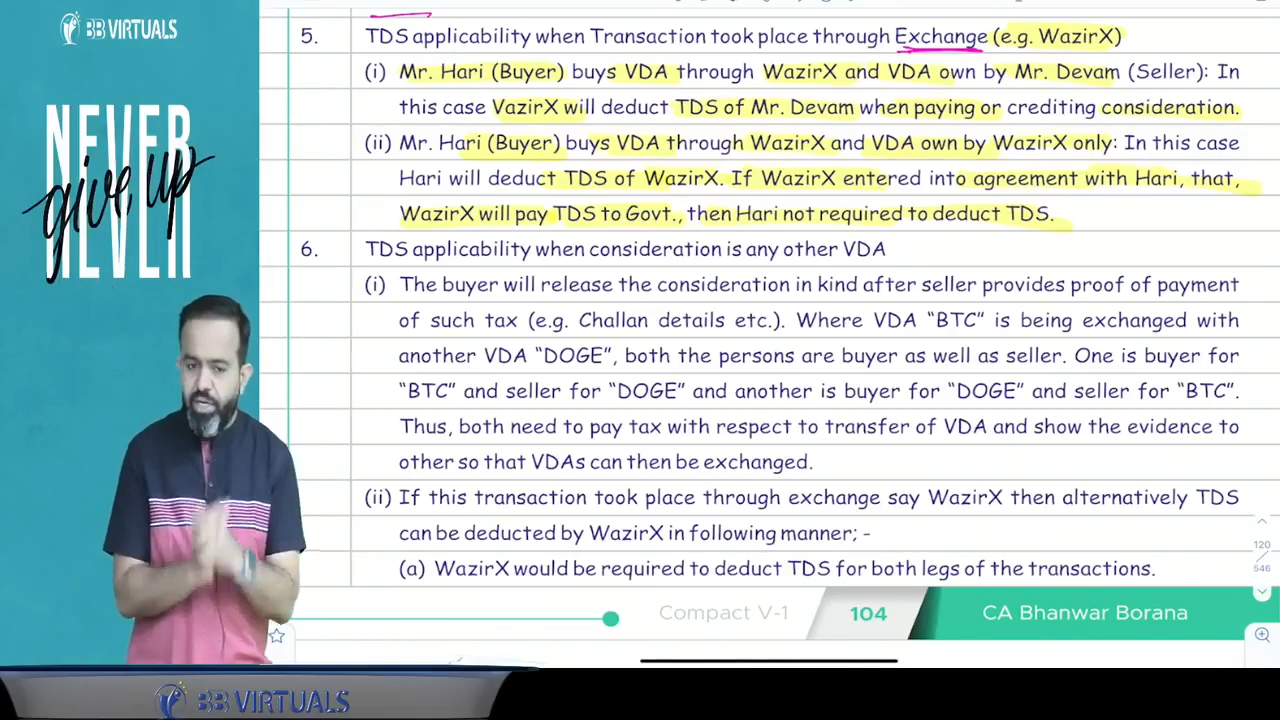 BB VIRTUALS
NEVER
give up
NEVER
5. TDS applicability when Transaction took place through Exchange (e.g. WazirX)
(i) Mr. Hari (Buyer) buys VDA through WazirX and VDA own by Mr. Devam (Seller): In
this case VazirX will deduct TDS of Mr. Devam when paying or crediting consideration.
(ii) Mr. Hari (Buyer) buys VDA through WazirX and VDA own by WazirX only: In this case
Hari will deduct TDS of WazirX. If WazirX entered into agreement with Hari, that,
WazirX will pay TDS to Govt., then Hari not required to deduct TDS.
6. TDS applicability when consideration is any other VDA
(i) The buyer will release the consideration in kind after seller provides proof of payment
of such tax (e.g. Challan details etc.). Where VDA “BTC” is being exchanged with
another VDA “DOGE”, both the persons are buyer as well as seller. One is buyer for
“BTC” and seller for “DOGE” and another is buyer for “DOGE” and seller for “BTC”.
Thus, both need to pay tax with respect to transfer of VDA and show the evidence to
other so that VDAs can then be exchanged.
(ii) If this transaction took place through exchange say WazirX then alternatively TDS
can be deducted by WazirX in following manner; -
(a) WazirX would be required to deduct TDS for both legs of the transactions.
120
546
Compact V-1 104 CA Bhanwar Borana
BB VIRTUALS